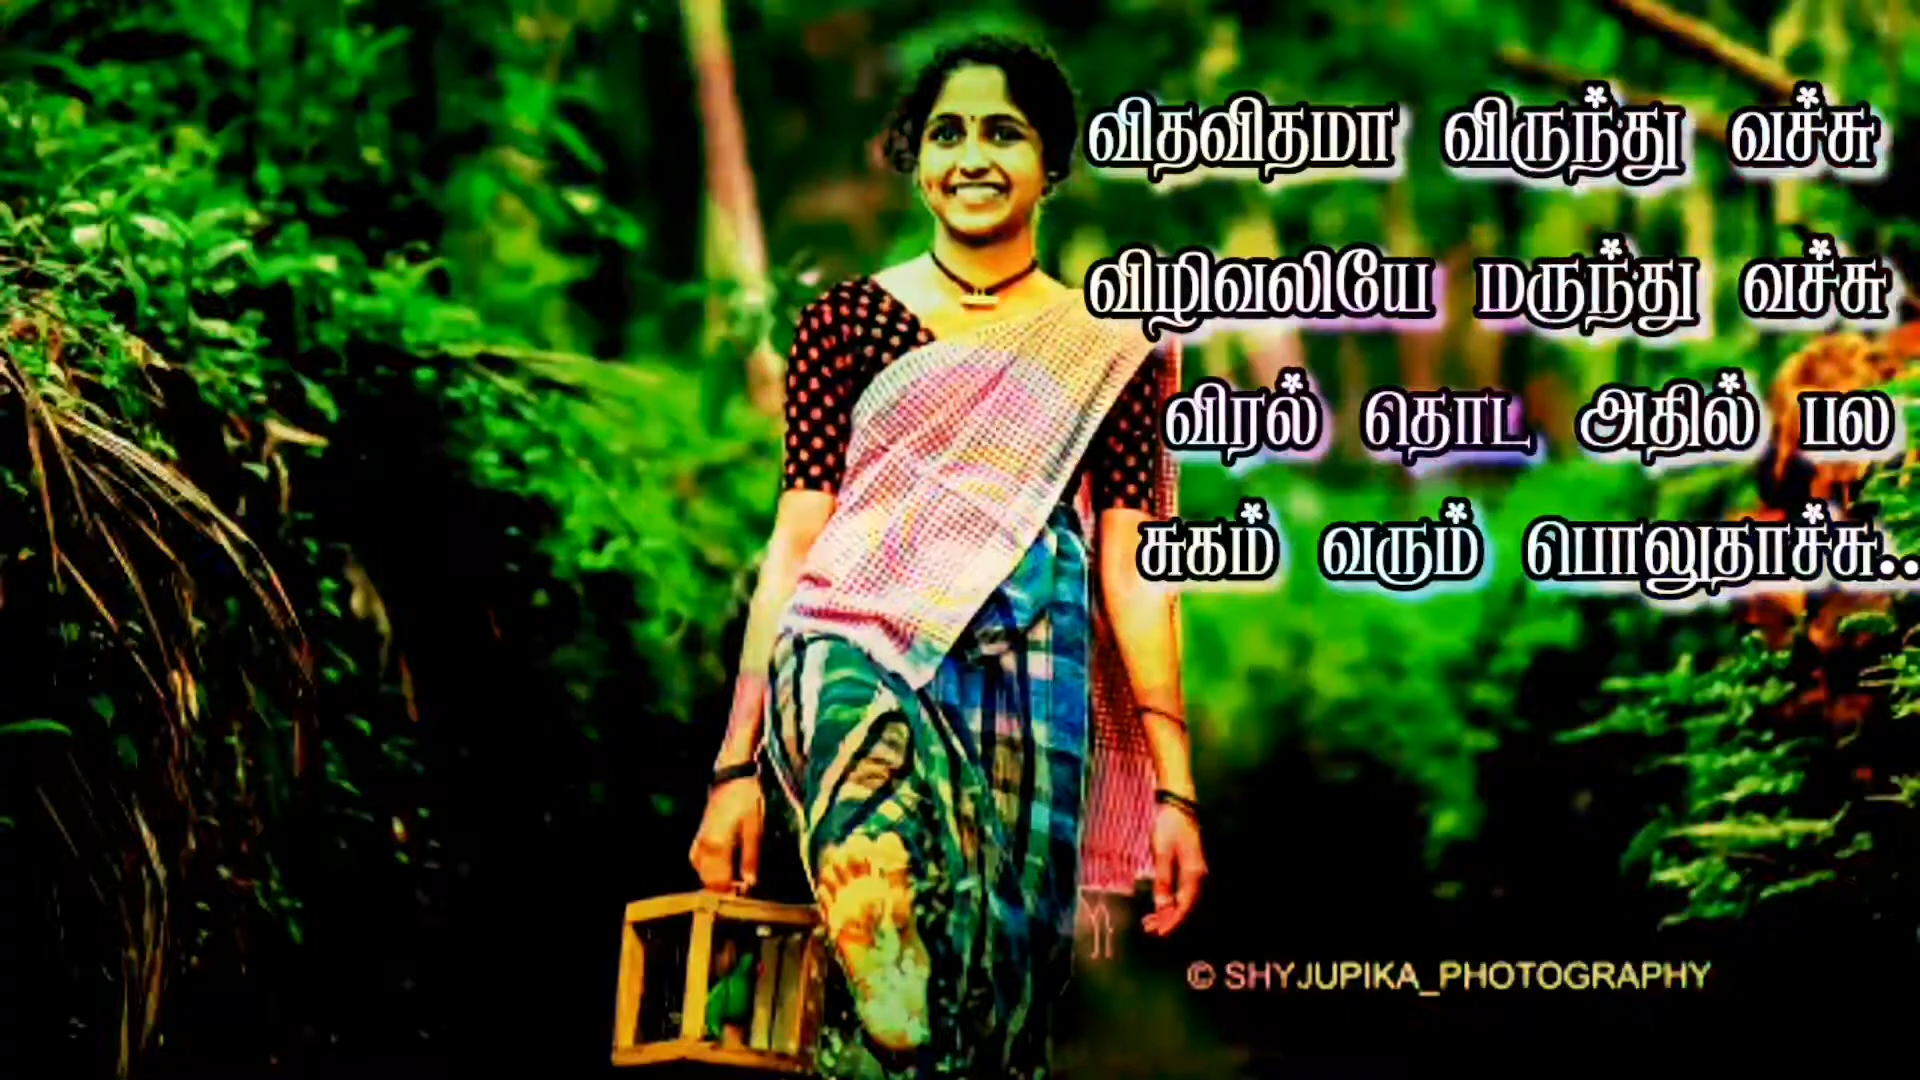 விதவிதமா விருந்து வச்சு
விழிவலியே மருந்து வச்சு
விரல் தொட அதில் பல
சுகம் வரும் பொலுதாச்சு..
© SHYJUPIKA_PHOTOGRAPHY